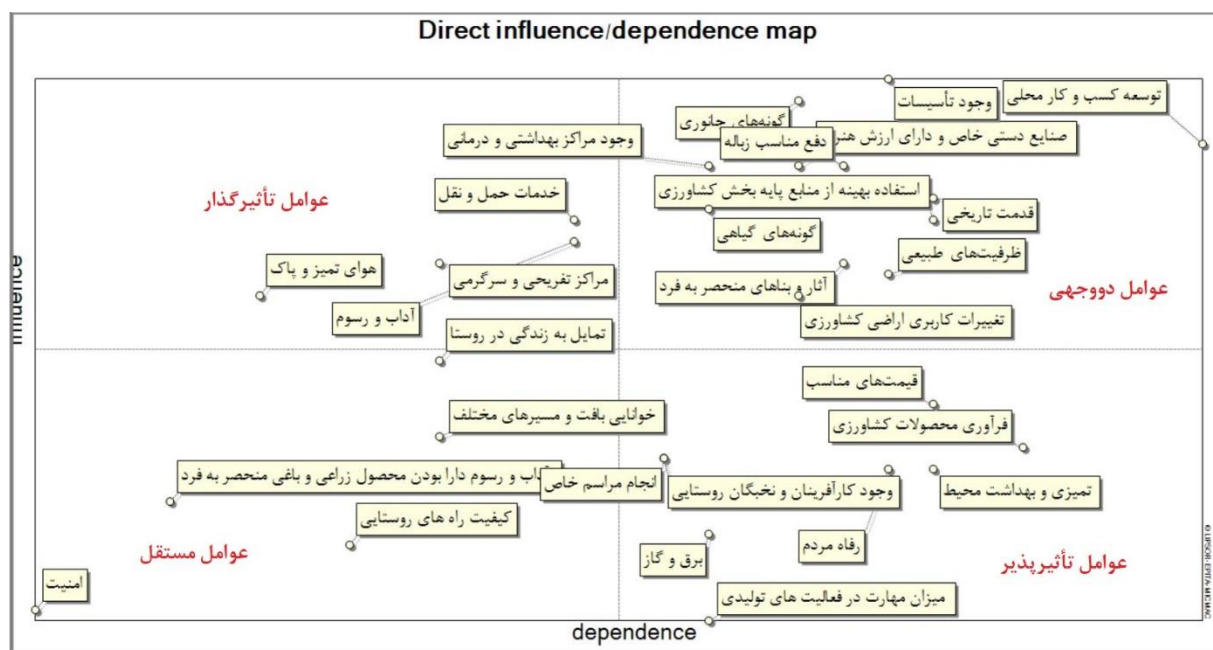 Direct influence/dependence map
توسعه کسب و کار محلی
وجود تأسیسات
گونه‌های جانوری
صنایع دستی خاص و دارای ارزش هنر
دفع مناسب زباله
وجود مراکز بهداشتی و درمانی
استفاده بهینه از منابع پایه بخش کشاورزی
خدمات حمل و نقل
عوامل تأثیرگذار
قدمت تاریخی
گونه‌های گیاهی
ظرفیت‌های طبیعی
هوای تمیز و پاک
مراکز تفریحی و سرگرمی
آثار و بناهای منحصر به فرد
عوامل دووجهی
آداب و رسوم
تغییرات کاربری اراضی کشاورزی
influence
تمایل به زندگی در روستا
قیمت‌های مناسب
خوانایی بافت و مسیرهای مختلف
فرآوری محصولات کشاورزی
آداب و رسوم دارا بودن محصول زراعی و باغی منحصر به فرد
انجام مراسم خاص
وجود کارآفرینان و نخبگان روستایی
تمیزی و بهداشت محیط
کیفیت راه های روستایی
رفاه مردم
برق و گاز
عوامل مستقل
عوامل تأثیرپذیر
امنیت
میزان مهارت در فعالیت های تولیدی
dependence
© LIPSOR-EPITA-MICMAC